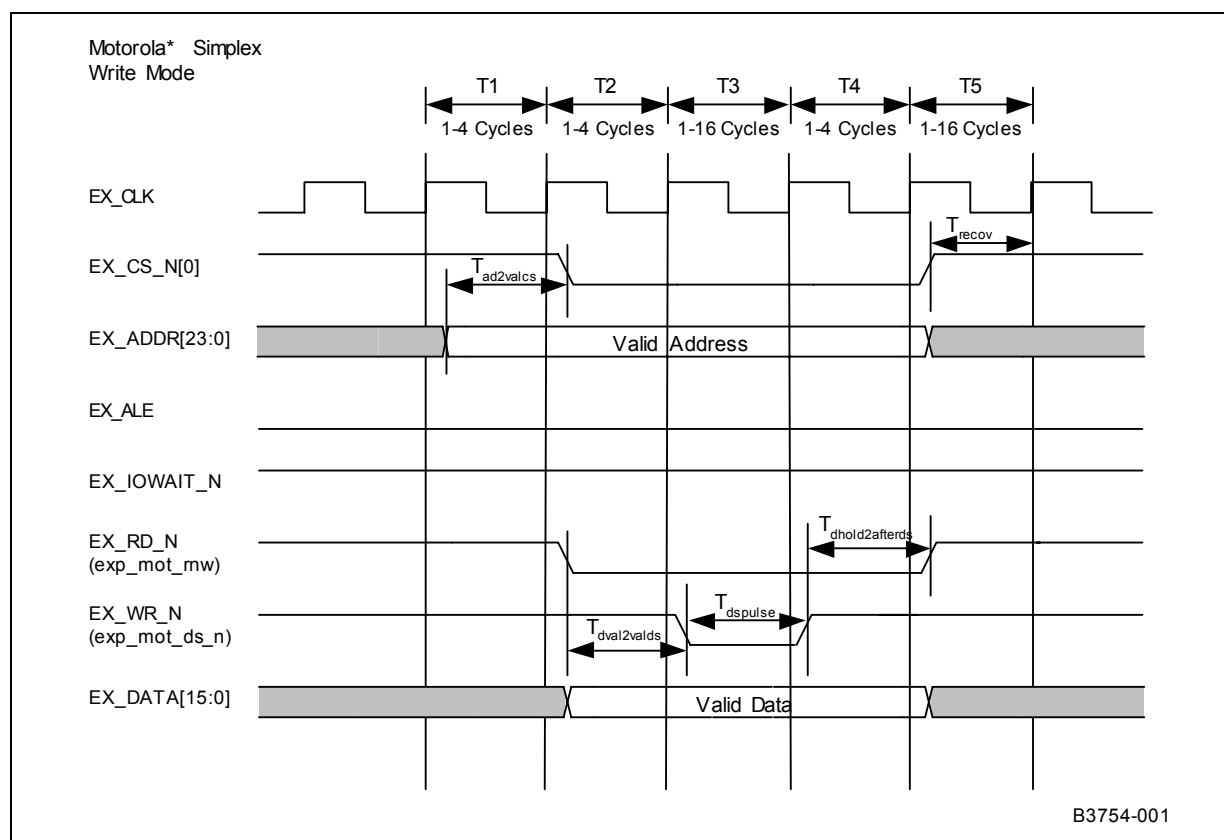 Motorola* Simplex
Write Mode
T1 T2 T3 T4 T5
1-4 Cycles 1-4 Cycles 1-16 Cycles 1-4 Cycles 1-16 Cycles
EX_CLK
Trecov
EX_CS_N[0]
Tad2valcs
EX_ADDR[23:0]
Valid Address
EX_ALE
EX_IOWAIT_N
Tdhold2afterds
EX_RD_N
(exp_mot_rnw)
EX_WR_N
Tdspulse
(exp_mot_ds_n)
Tdval2valds
EX_DATA[15:0]
Valid Data
B3754-001